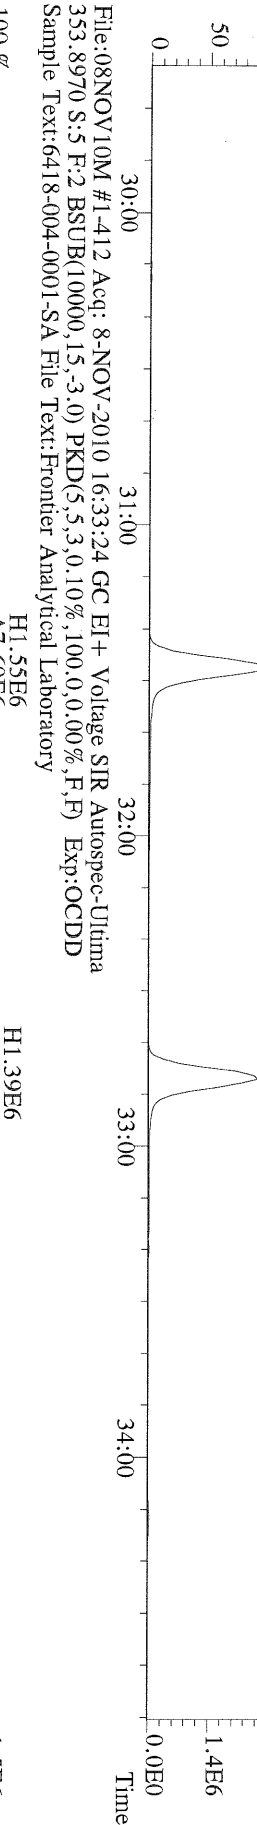 50
1.4E6
0
0.0E0
30:00 31:00 32:00 33:00 34:00
Time
File:08NOV10M #1-412 Acq: 8-NOV-2010 16:33:24 GC EI+ Voltage SIR Autospec-Ultima
353.8970 S:5 F:2 BSUB(10000,15,-3.0) PKD(5,5,3,0.10%,100.0,0.00%,F,F) Exp:OCDD
Sample Text:6418-004-0001-SA File Text:Frontier Analytical Laboratory
H1.55E6
H1.39E6
100 %